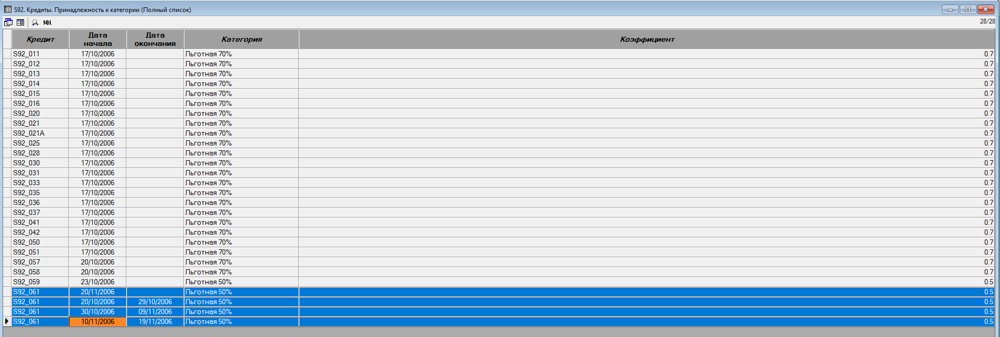 S92. Кредиты. Принадлежность к категории (Полный список)
SQL 28/28
Кредит Дата начала Дата окончания Категория Коэффициент
S92_011 17/10/2006 Льготная 70% 0.7
S92_012 17/10/2006 Льготная 70% 0.7
S92_013 17/10/2006 Льготная 70% 0.7
S92_014 17/10/2006 Льготная 70% 0.7
S92_015 17/10/2006 Льготная 70% 0.7
S92_016 17/10/2006 Льготная 70% 0.7
S92_020 17/10/2006 Льготная 70% 0.7
S92_021 17/10/2006 Льготная 70% 0.7
S92_021A 17/10/2006 Льготная 70% 0.7
S92_025 17/10/2006 Льготная 70% 0.7
S92_028 17/10/2006 Льготная 70% 0.7
S92_030 17/10/2006 Льготная 70% 0.7
S92_031 17/10/2006 Льготная 70% 0.7
S92_033 17/10/2006 Льготная 70% 0.7
S92_035 17/10/2006 Льготная 70% 0.7
S92_036 17/10/2006 Льготная 70% 0.7
S92_037 17/10/2006 Льготная 70% 0.7
S92_041 17/10/2006 Льготная 70% 0.7
S92_042 17/10/2006 Льготная 70% 0.7
S92_050 17/10/2006 Льготная 70% 0.7
S92_051 17/10/2006 Льготная 70% 0.7
S92_057 20/10/2006 Льготная 70% 0.7
S92_058 20/10/2006 Льготная 70% 0.7
S92_059 23/10/2006 Льготная 50% 0.5
S92_061 20/11/2006 Льготная 50% 0.5
S92_061 20/10/2006 29/10/2006 Льготная 50% 0.5
S92_061 30/10/2006 09/11/2006 Льготная 50% 0.5
S92_061 10/11/2006 19/11/2006 Льготная 50% 0.5